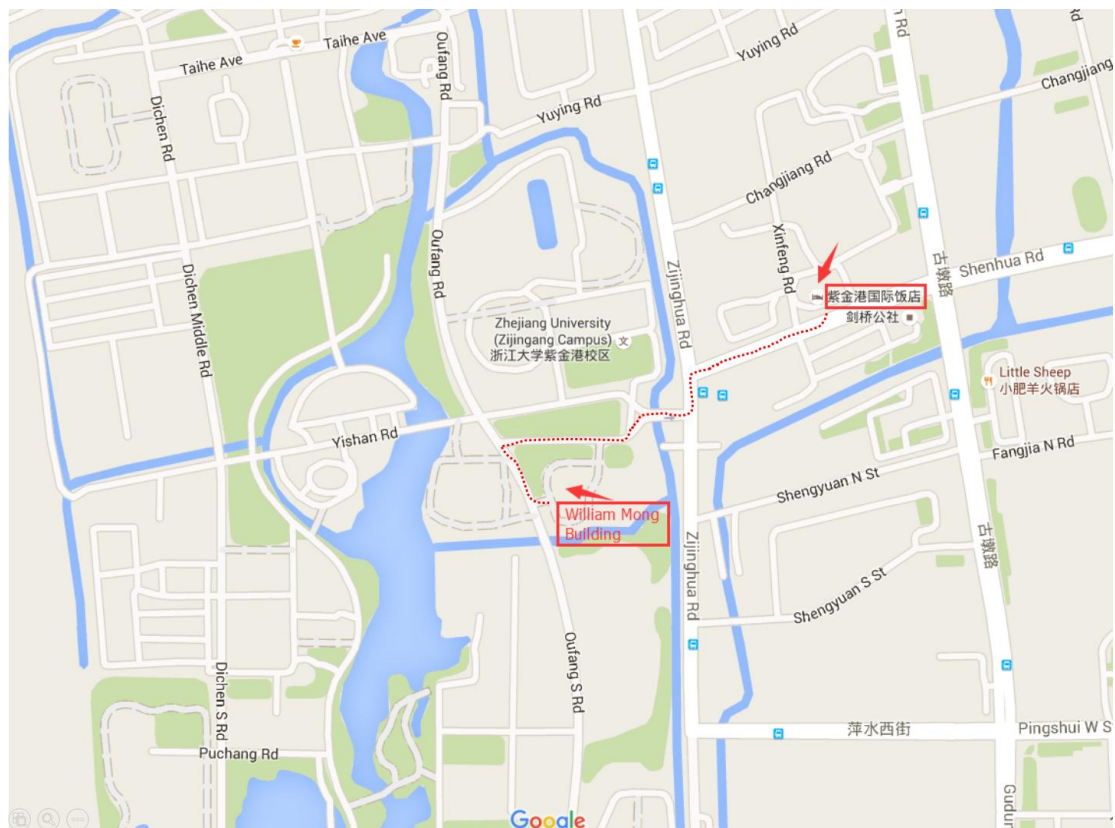 Taihe Ave
Taihe Ave
Oufang Rd
Yuying Rd
n Rd
Rd
Changjiang
Dichen Rd
Yuying Rd
Changjiang Rd
Xinfeng Rd
Oufang Rd
Zijinghua Rd
古墩路
Shenhua Rd
紫金港国际饭店
剑桥公社
Zhejiang University
(Zijingang Campus)
浙江大学紫金港校区
文
Dichen Middle Rd
Little Sheep
小肥羊火锅店
Yishan Rd
Fangjia N Rd
Shengyuan N St
William Mong
Building
Zijinghua Rd
古墩路
Shengyuan S St
Oufang S Rd
Dichen S Rd
萍水西街
Pingshui W S
Puchang Rd
Gudun
Google